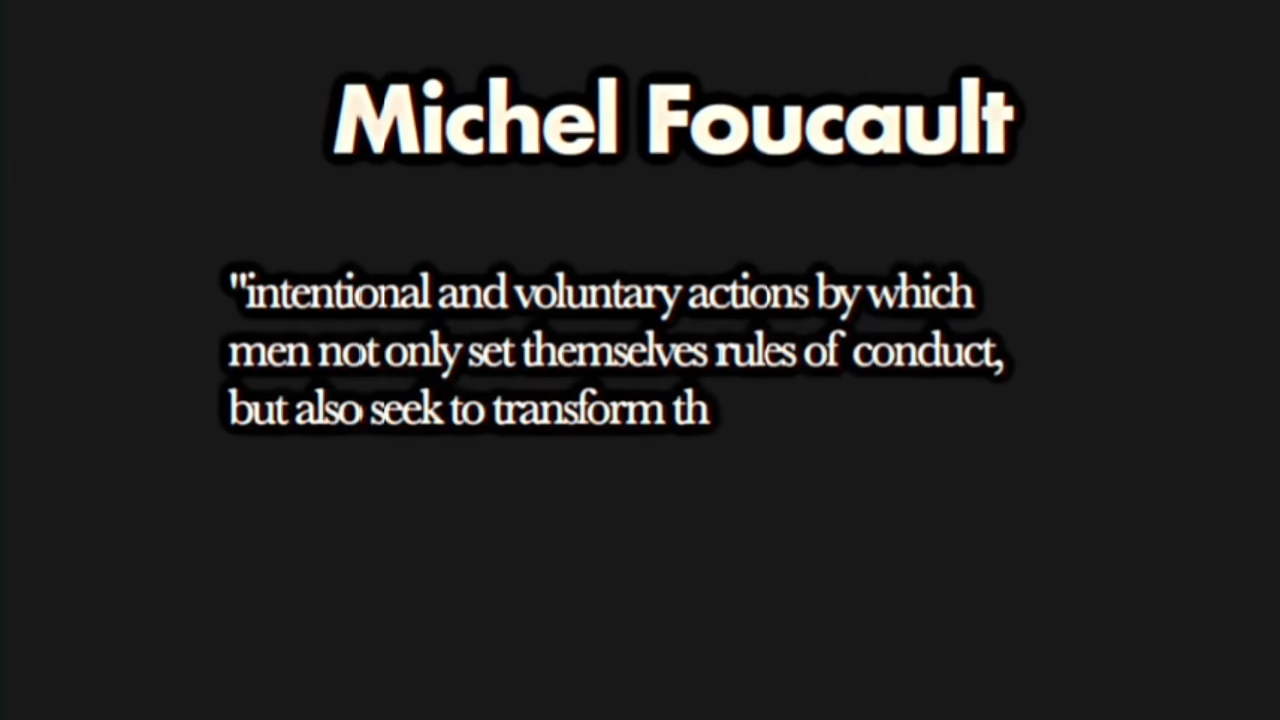 Michel Foucault
"intentional and voluntary actions by which
men not only set themselves rules of conduct,
but also seek to transform th